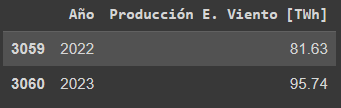 Año Producción E. Viento [TWh]
3059 2022 81.63
3060 2023 95.74